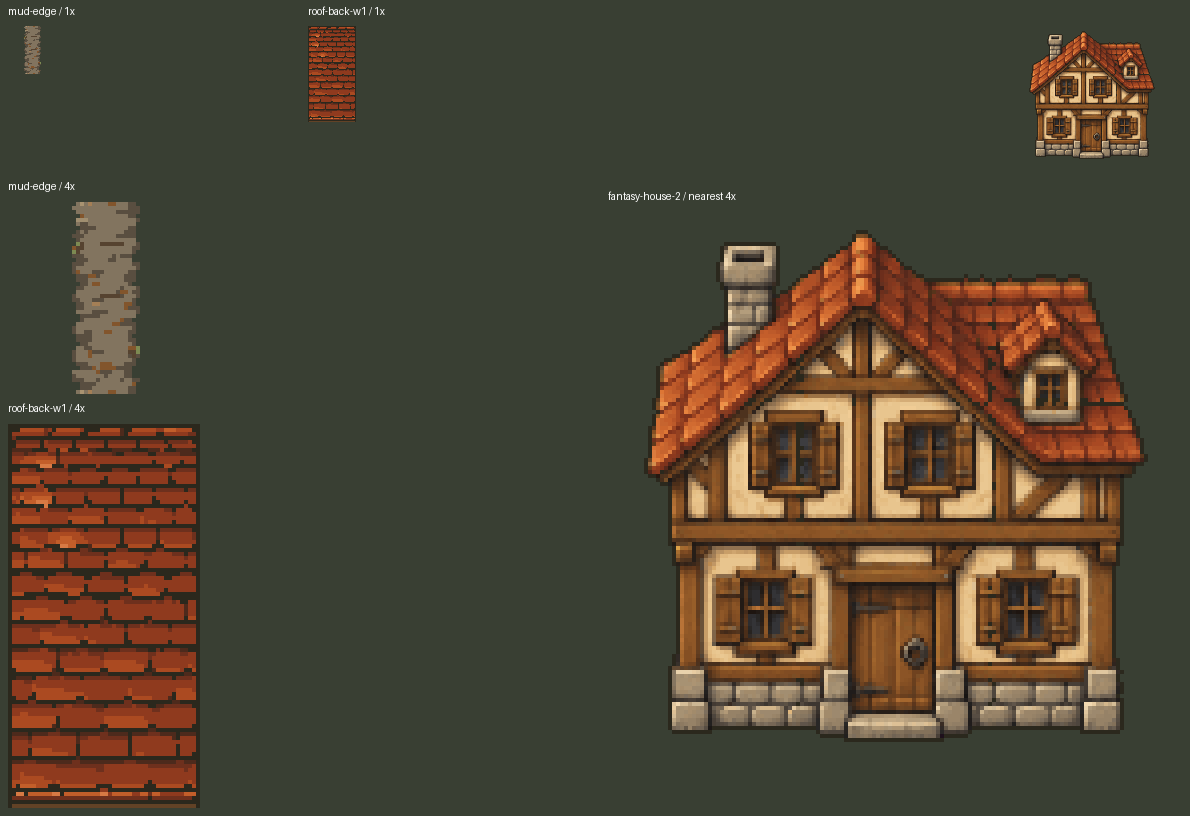 mud-edge / 1x
roof-back-w1 / 1x
mud-edge / 4x
fantasy-house-2 / nearest 4x
roof-back-w1 / 4x